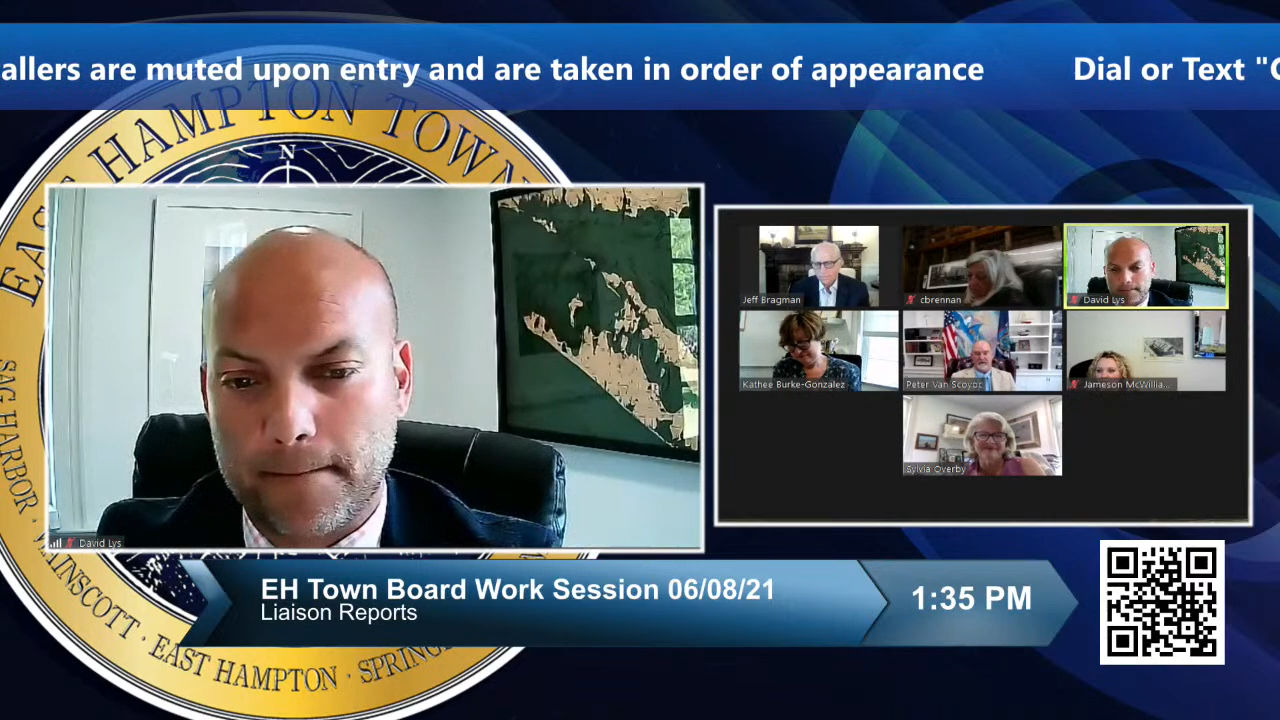 allers are muted upon entry and are taken in order of appearance Dial or Text "C
EAST HAMPTON TOWN
N
SAG HARBOR · WAINSCOTT · EAST HAMPTON · SPRING
Jeff Bragman
cbrennan
David Lys
Kathee Burke-Gonzalez
Peter Van Scoyoc
Jameson McWillia...
Sylvia Overby
David Lys
EH Town Board Work Session 06/08/21
Liaison Reports
1:35 PM